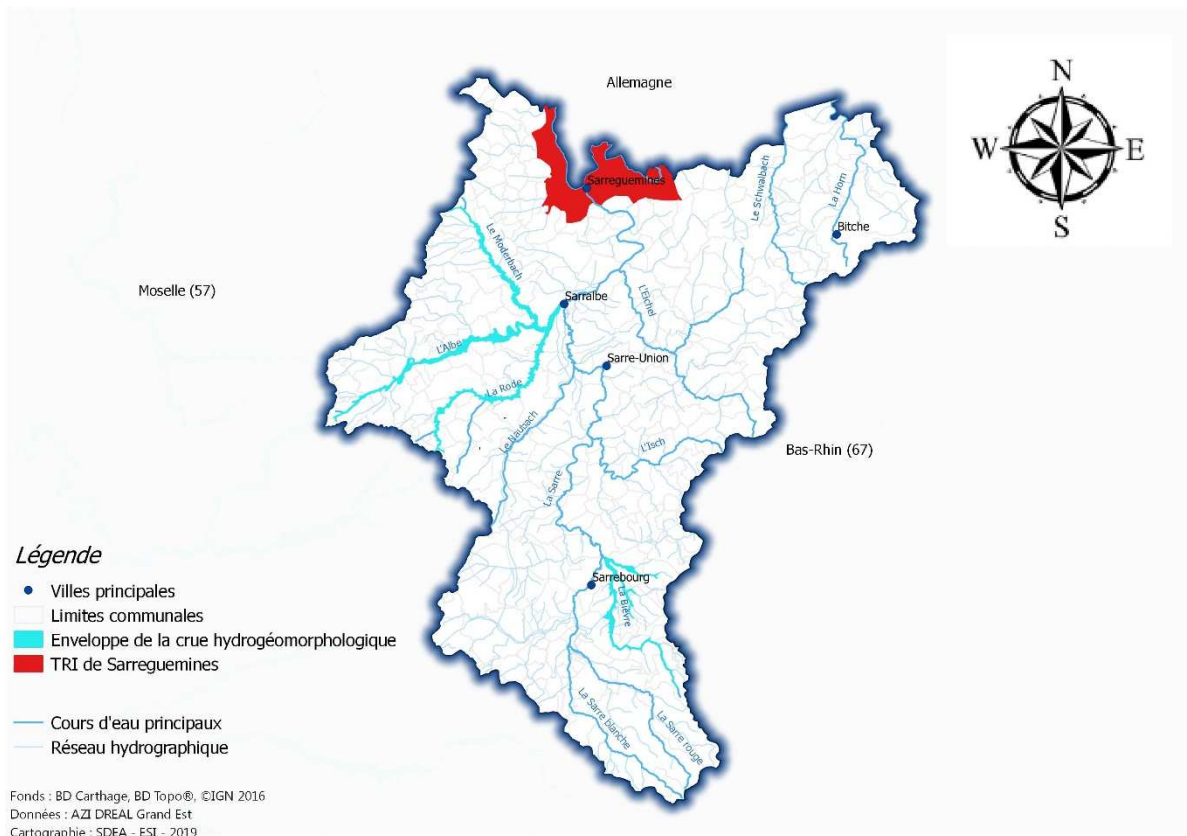 Allemagne
N
W
E
S
Sarreguemines
Le Schwalbach
La Horn
Bitche
Le Moderbach
Moselle (57)
Sarralbe
L'Eichel
L'Albe
Sarre-Union
La Rode
Le Naubach
L'Isch
Bas-Rhin (67)
La Sarre
Sarrebourg
La Bièvre
La Sarre blanche
La Sarre rouge
Légende
Villes principales
Limites communales
Enveloppe de la crue hydrogéomorphologique
TRI de Sarreguemines
Cours d'eau principaux
Réseau hydrographique
Fonds : BD Carthage, BD Topo®, ©IGN 2016
Données : AZI DREAL Grand Est
Cartographie : SDEA - ESI - 2019